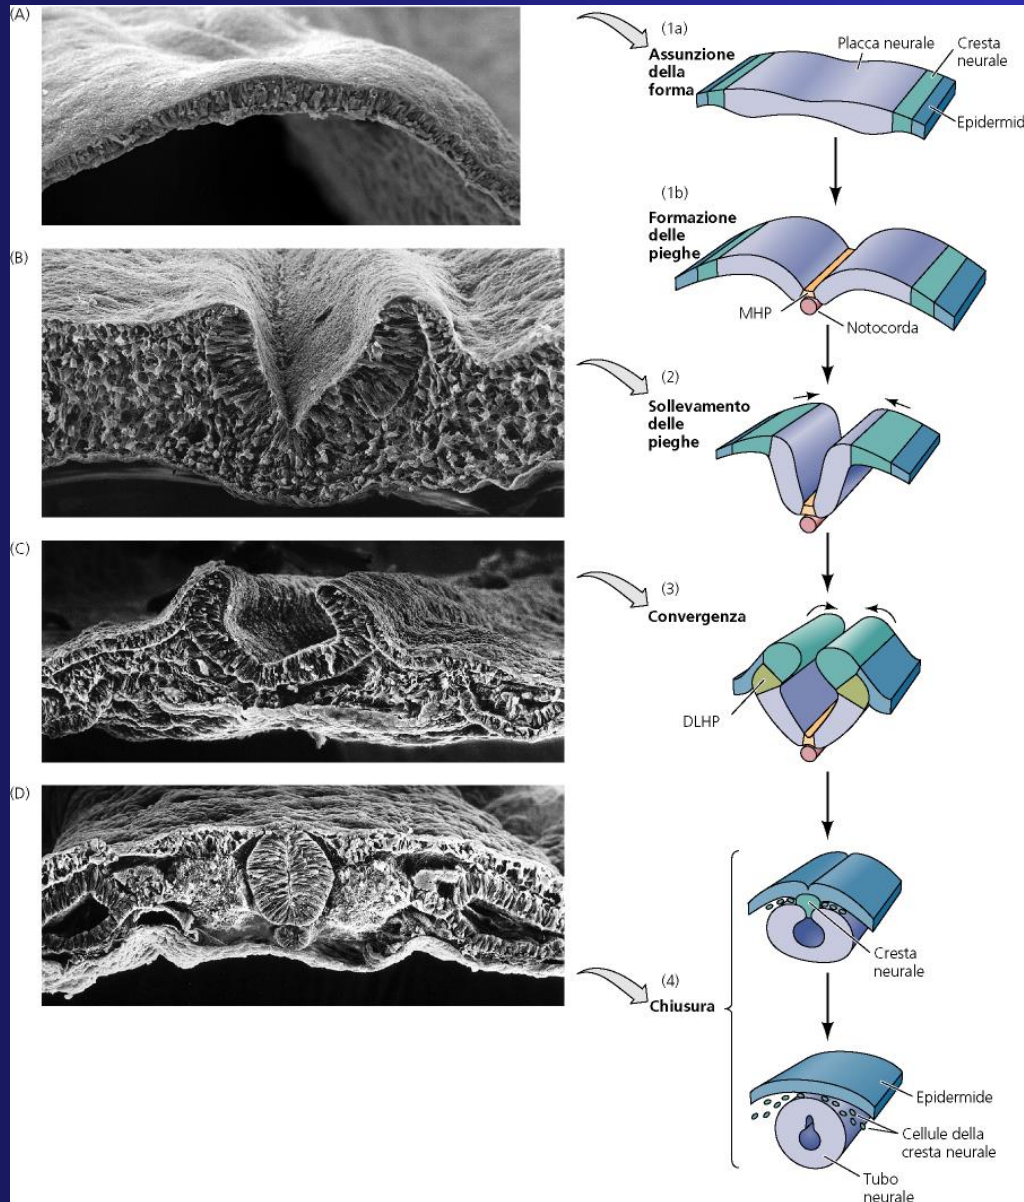 (A)
(1a)
Assunzione
della
forma
Placca neurale
Cresta
neurale
Epidermid
(1b)
Formazione
delle
pieghe
MHP
Notocorda
(B)
(2)
Sollevamento
delle
pieghe
(C)
(3)
Convergenza
DLHP
(D)
Cresta
neurale
(4)
Chiusura
Epidermide
Cellule della
cresta neurale
Tubo
neurale